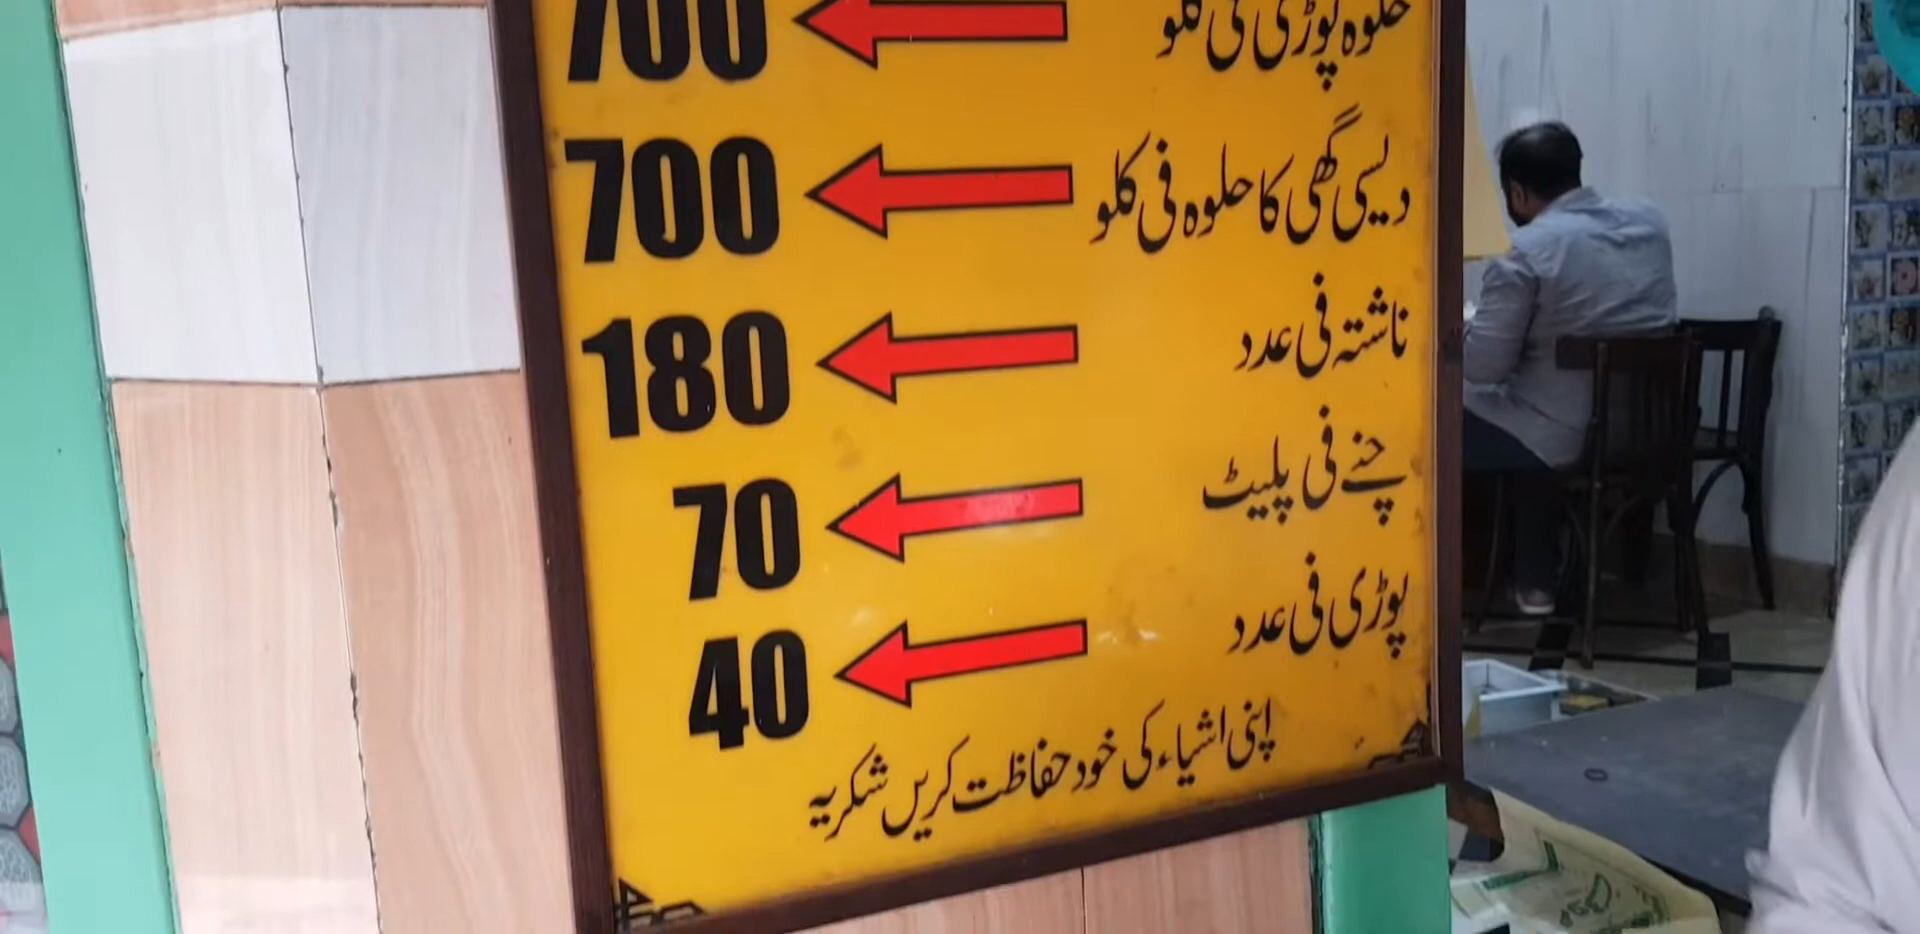 حلوہ پوڑی فی کلو 700
دیسی گھی کا حلوہ فی کلو 700
ناشتہ فی عدد 180
چنے فی پلیٹ 70
پوڑی فی عدد 40
اپنی اشیاء کی خود حفاظت کریں شکریہ